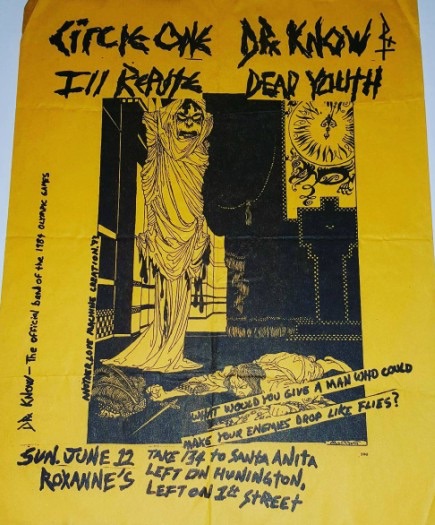 Circle One Dr. Know
Ill Repute Dead Youth
Dr. Know - The official band of the 1984 Olympic Games
Another Love Machine Creation '83
What would you give a man who could
make your enemies drop like flies?
Sun. June 12
Roxanne's
Take 134 to Santa Anita
Left on Hunington,
Left on 1st Street